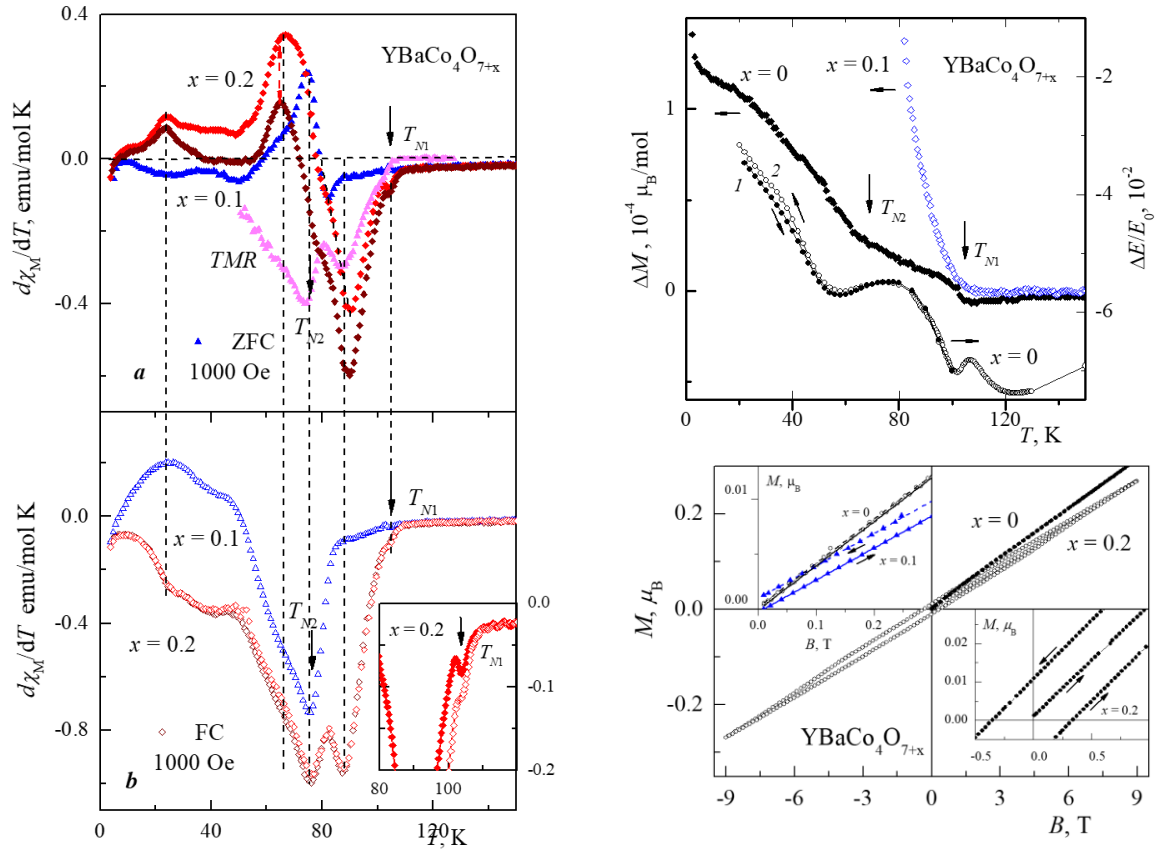 0.4
0.0
-0.4
dχM/dT, emu/mol K
YBaCo4O7+x
x = 0.2
x = 0.1
TN1
TMR
TN2
ZFC
1000 Oe
a
0.0
-0.4
-0.8
dχM/dT emu/mol K
x = 0.1
x = 0.2
TN1
TN2
FC
1000 Oe
b
x = 0.2
TN1
0.0
-0.1
-0.2
80
100
0
40
80
120
T, K
1
0
ΔM, 10-4 μB/mol
x = 0
x = 0.1
YBaCo4O7+x
TN2
TN1
1
2
x = 0
-2
-4
-6
ΔE/E0, 10-2
0
40
80
120
T, K
0.2
0.0
-0.2
M, μB
M, μB
0.01
0.00
x = 0
x = 0.1
0.0
0.1
0.2
B, T
x = 0
x = 0.2
M, μB
0.02
0.01
0.00
x = 0.2
-0.5
0.0
0.5
YBaCo4O7+x
-9
-6
-3
0
3
6
9
B, T